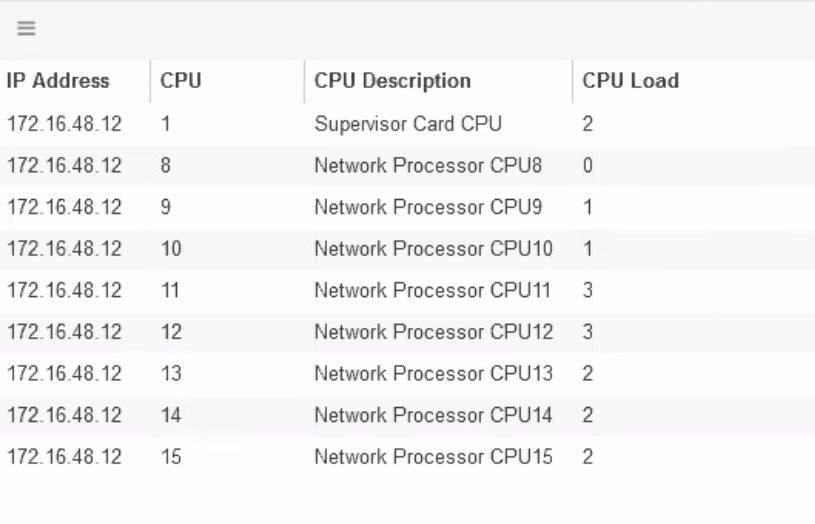 IP Address CPU CPU Description CPU Load
172.16.48.12 1 Supervisor Card CPU 2
172.16.48.12 8 Network Processor CPU8 0
172.16.48.12 9 Network Processor CPU9 1
172.16.48.12 10 Network Processor CPU10 1
172.16.48.12 11 Network Processor CPU11 3
172.16.48.12 12 Network Processor CPU12 3
172.16.48.12 13 Network Processor CPU13 2
172.16.48.12 14 Network Processor CPU14 2
172.16.48.12 15 Network Processor CPU15 2